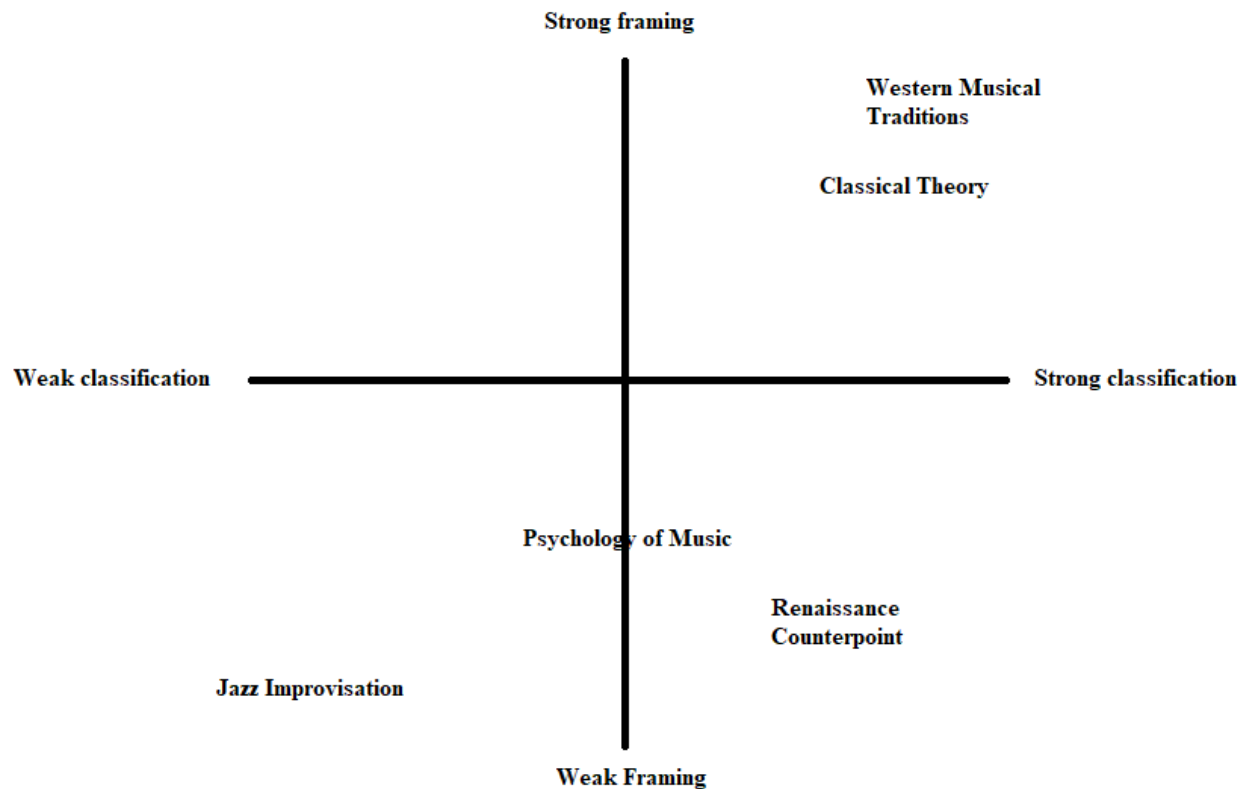 Strong framing
Western Musical
Traditions
Classical Theory
Weak classification
Strong classification
Psychology of Music
Renaissance
Counterpoint
Jazz Improvisation
Weak Framing